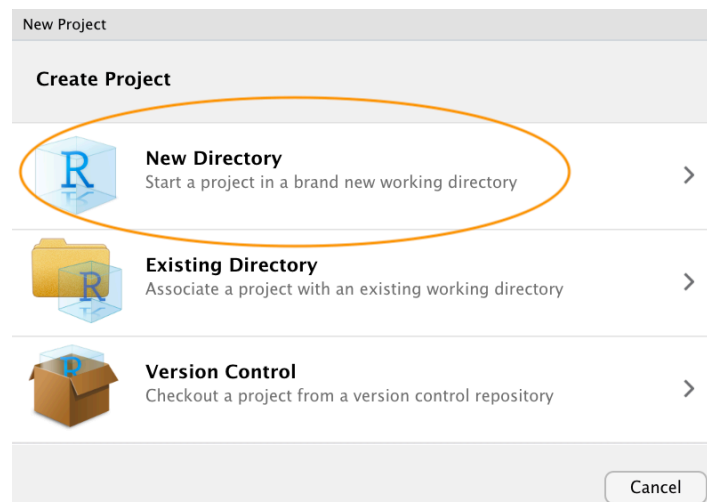 New Project
Create Project
R
New Directory
Start a project in a brand new working directory
R
Existing Directory
Associate a project with an existing working directory
R
Version Control
Checkout a project from a version control repository
Cancel